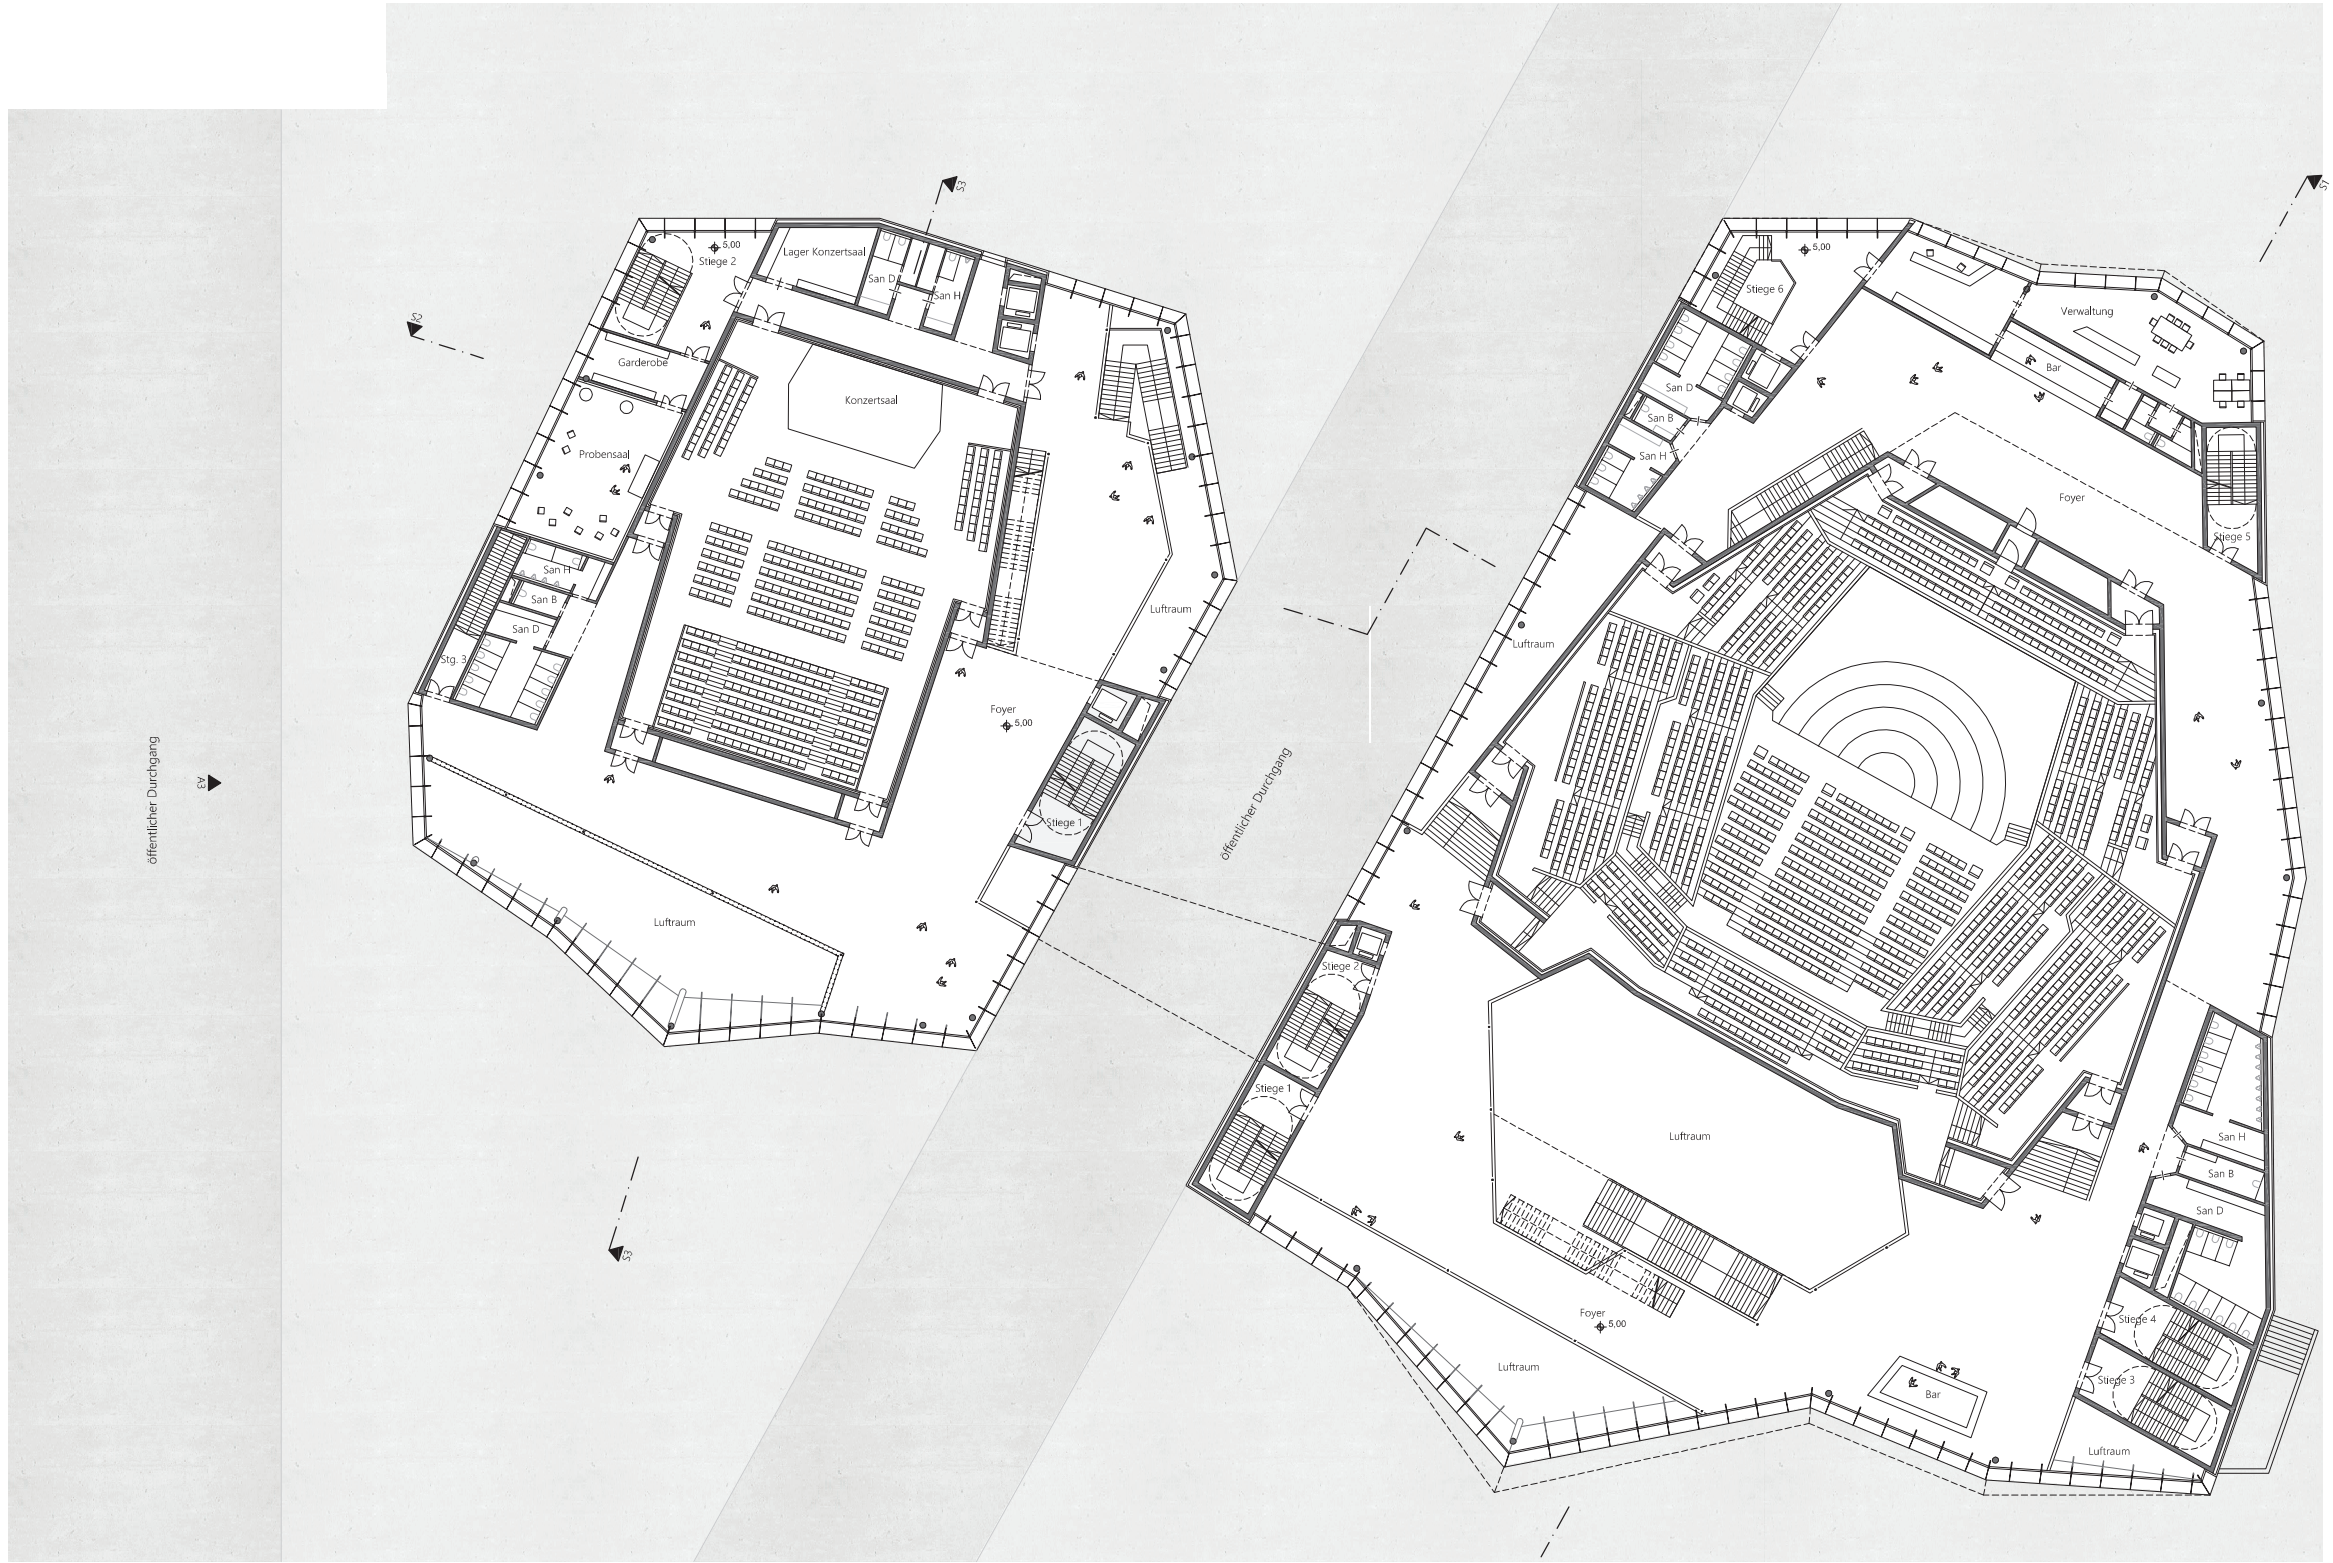 S3
S1
5,00
Stiege 2
Lager Konzertsaal
San D
San H
5,00
Stiege 6
S2
Verwaltung
Garderobe
Bar
Konzertsaal
San D
San B
San H
Probensaal
Foyer
Stiege 5
San H
San B
San D
Luftraum
Luftraum
Stg. 3
Foyer
5,00
A3
öffentlicher Durchgang
öffentlicher Durchgang
Stiege 1
Luftraum
Stiege 2
Stiege 1
Luftraum
San H
San B
San D
S3
Foyer
5,00
Stiege 4
Luftraum
Stiege 3
Bar
Luftraum